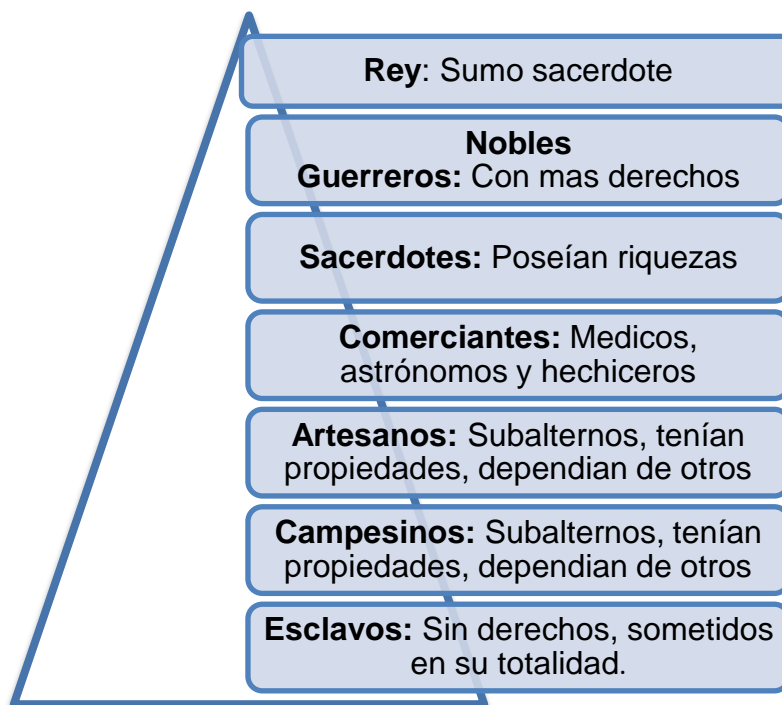 Rey: Sumo sacerdote
Nobles
Guerreros: Con mas derechos
Sacerdotes: Poseían riquezas
Comerciantes: Medicos,
astrónomos y hechiceros
Artesanos: Subalternos, tenían
propiedades, dependian de otros
Campesinos: Subalternos, tenían
propiedades, dependian de otros
Esclavos: Sin derechos, sometidos
en su totalidad.